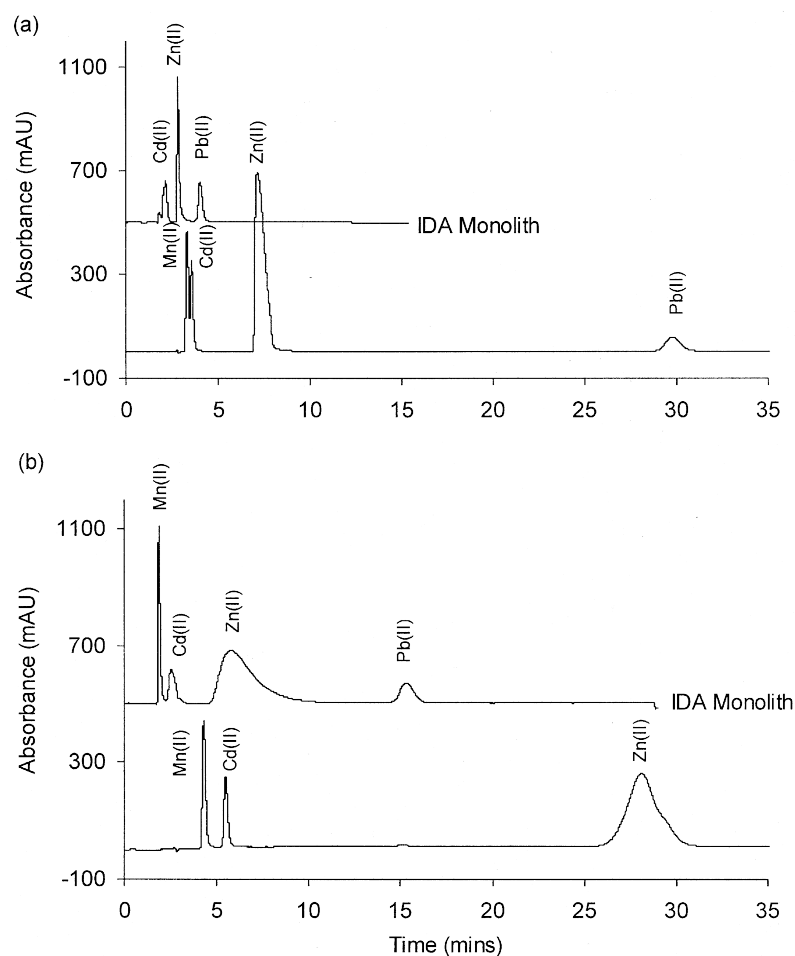 (a)
Absorbance (mAU)
1100
700
300
-100
Cd(II)
Zn(II)
Pb(II)
Zn(II)
IDA Monolith
Mn(II)
Cd(II)
Pb(II)
0 5 10 15 20 25 30 35
(b)
Absorbance (mAU)
1100
700
300
-100
Mn(II)
Cd(II)
Zn(II)
Pb(II)
IDA Monolith
Mn(II)
Cd(II)
Zn(II)
0 5 10 15 20 25 30 35
Time (mins)